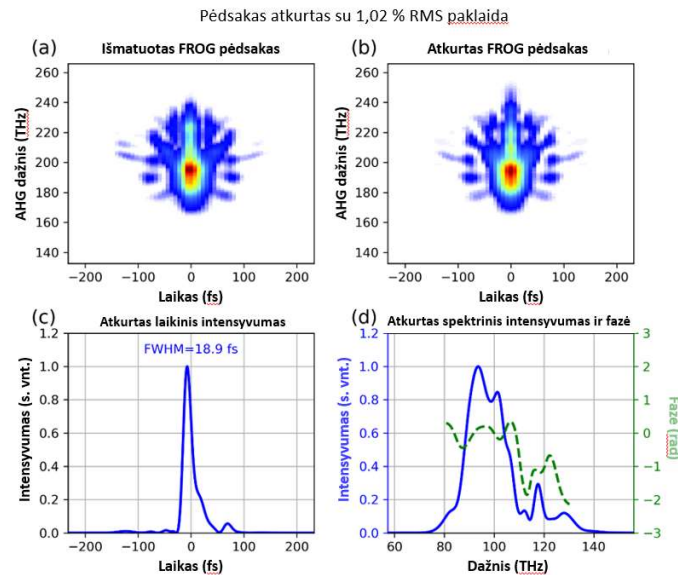 Pėdsakas atkurtas su 1,02 % RMS paklaida
(a) Išmatuotas FROG pėdsakas
(b) Atkurtas FROG pėdsakas
AHG dažnis (THz)
260
240
220
200
180
160
140
−200 −100 0 100 200
Laikas (fs)
AHG dažnis (THz)
260
240
220
200
180
160
140
−200 −100 0 100 200
Laikas (fs)
(c) Atkurtas laikinis intensyvumas
(d) Atkurtas spektrinis intensyvumas ir fazė
Intensyvumas (s. vnt.)
1.2
1.0
0.8
0.6
0.4
0.2
0.0
FWHM=18.9 fs
−200 −100 0 100 200
Laikas (fs)
Intensyvumas (s. vnt.)
1.2
1.0
0.8
0.6
0.4
0.2
0.0
60 80 100 120 140
Dažnis (THz)
3
2
1
0
−1
−2
−3
Fazė (rad)